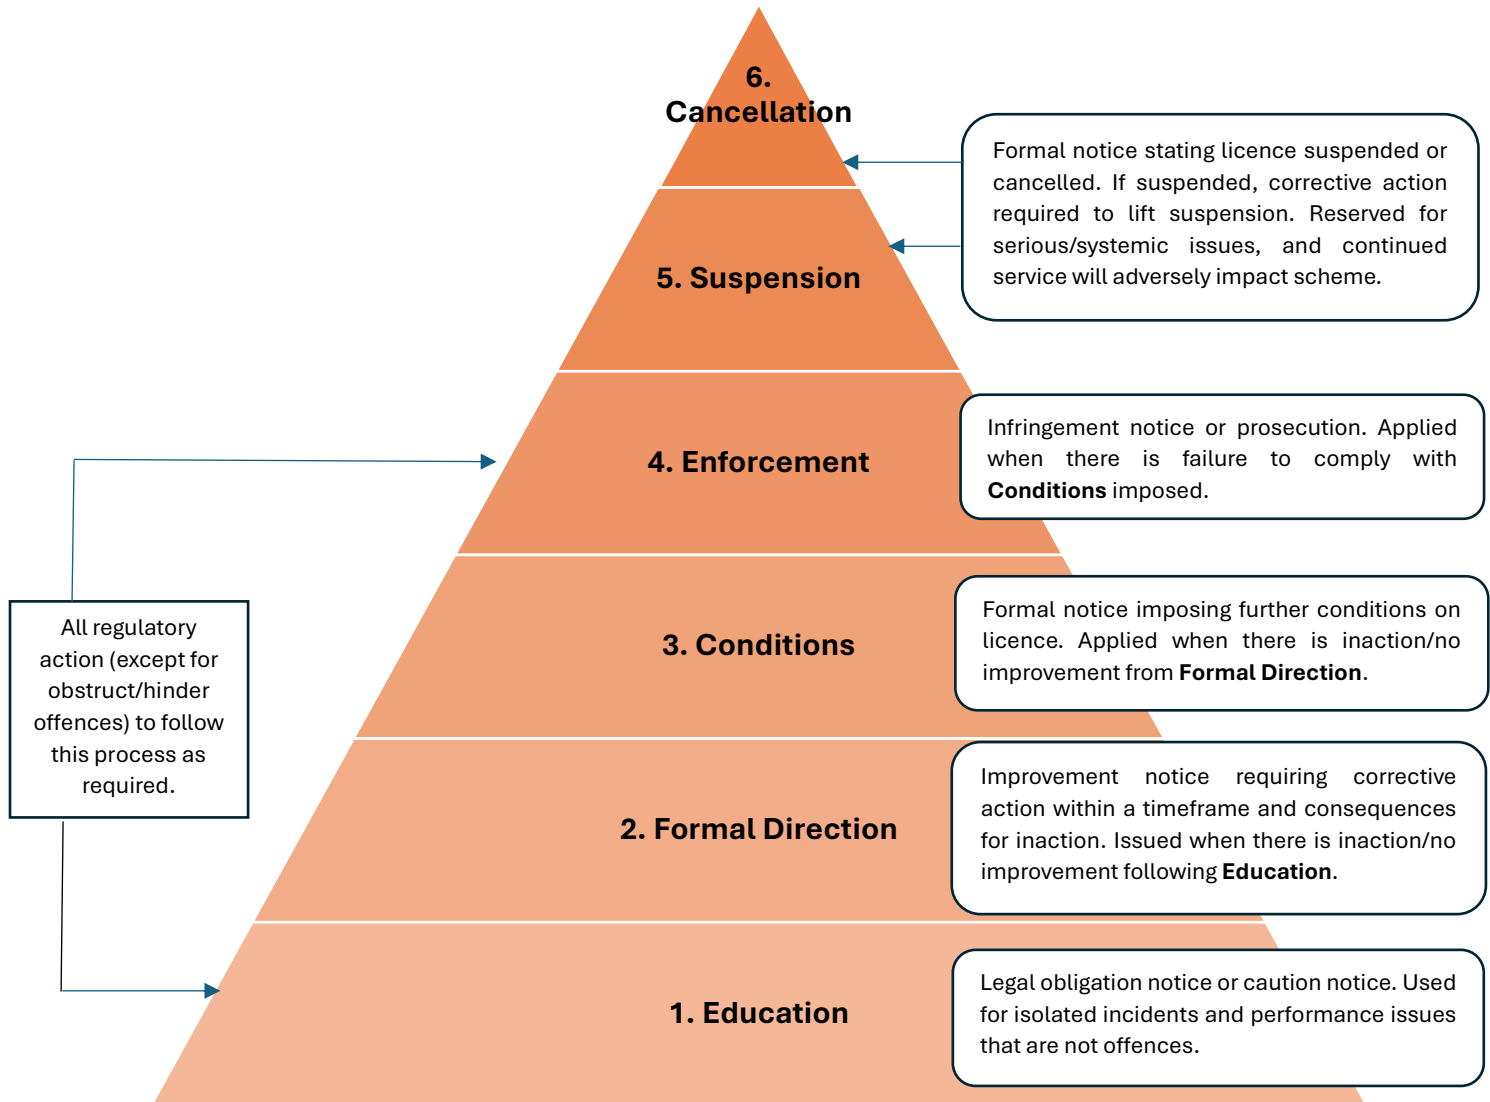 6.
Cancellation
Formal notice stating licence suspended or
cancelled. If suspended, corrective action
required to lift suspension. Reserved for
serious/systemic issues, and continued
service will adversely impact scheme.
5. Suspension
4. Enforcement
Infringement notice or prosecution. Applied
when there is failure to comply with
Conditions imposed.
All regulatory
action (except for
obstruct/hinder
offences) to follow
this process as
required.
3. Conditions
Formal notice imposing further conditions on
licence. Applied when there is inaction/no
improvement from Formal Direction.
2. Formal Direction
Improvement notice requiring corrective
action within a timeframe and consequences
for inaction. Issued when there is inaction/no
improvement following Education.
1. Education
Legal obligation notice or caution notice. Used
for isolated incidents and performance issues
that are not offences.